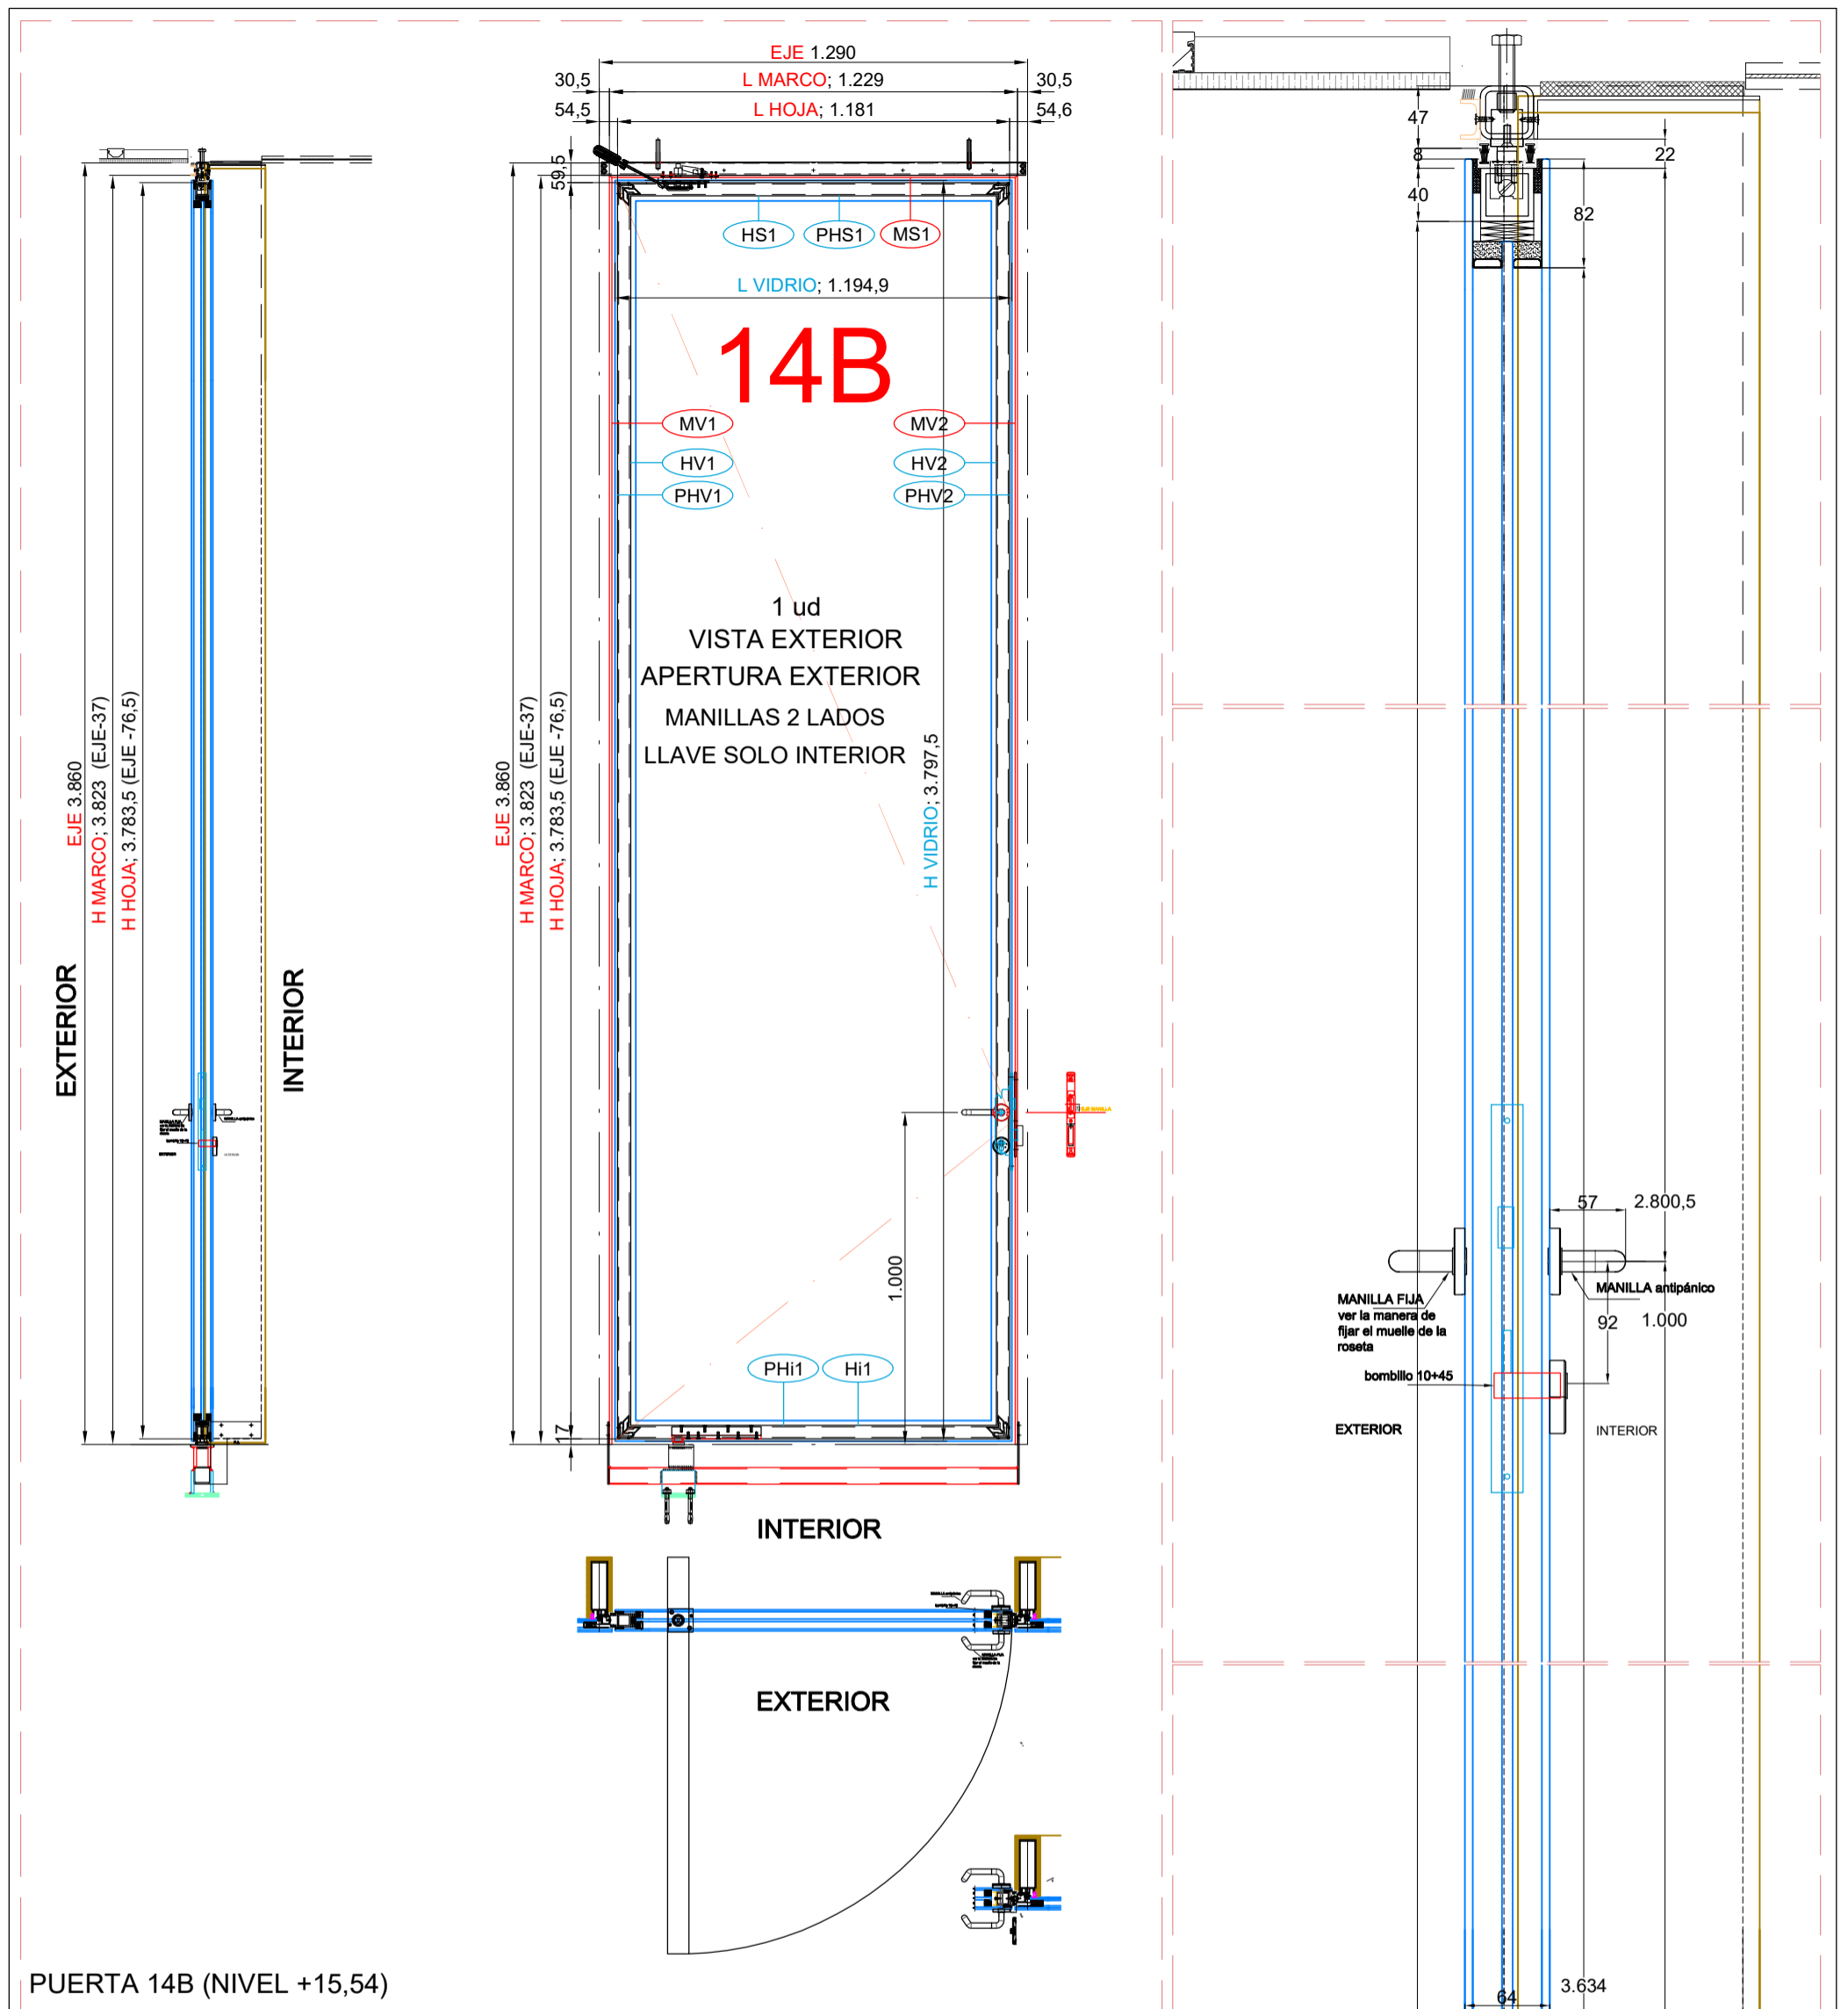 EJE 1.290
30,5
L MARCO; 1.229
30,5
54,5
L HOJA; 1.181
54,6
59,5
HS1
PHS1
MS1
L VIDRIO; 1.194,9
14B
MV1
MV2
HV1
HV2
PHV1
PHV2
1 ud
VISTA EXTERIOR
APERTURA EXTERIOR
MANILLAS 2 LADOS
LLAVE SOLO INTERIOR
EJE 3.860
H MARCO; 3.823 (EJE-37)
H HOJA; 3.783,5 (EJE -76,5)
EXTERIOR
INTERIOR
EJE 3.860
H MARCO; 3.823 (EJE-37)
H HOJA; 3.783,5 (EJE -76,5)
H VIDRIO; 3.797,5
1.000
PHi1
Hi1
17
INTERIOR
EXTERIOR
47
8
40
22
82
57
2.800,5
MANILLA antipánico
MANILLA FIJA
ver la manera de
fijar el muelle de la
roseta
92
1.000
bombillo 10+45
EXTERIOR
INTERIOR
3.634
64
PUERTA 14B (NIVEL +15,54)